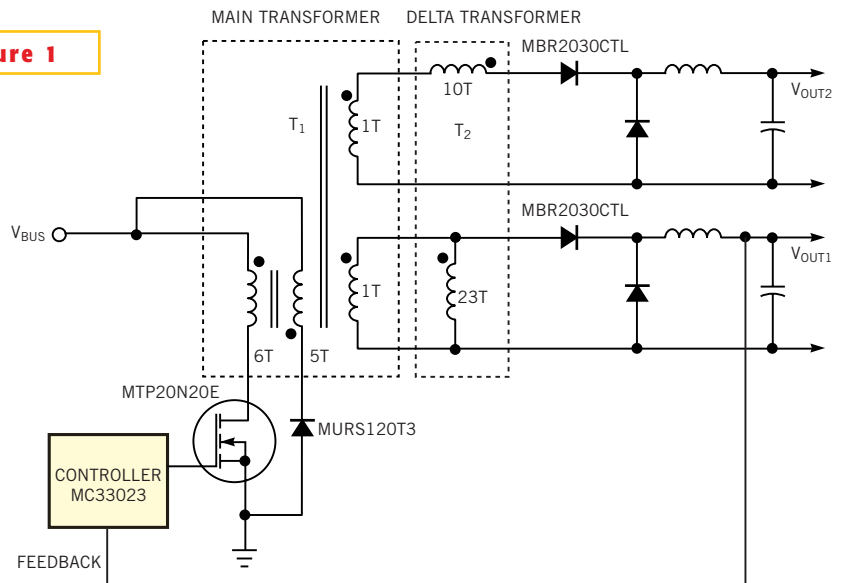 MAIN TRANSFORMER
DELTA TRANSFORMER
ure 1
MBR2030CTL
10T
VOUT2
T1
1T
T2
MBR2030CTL
VBUS
VOUT1
1T
23T
6T
5T
MTP20N20E
MURS120T3
CONTROLLER
MC33023
FEEDBACK